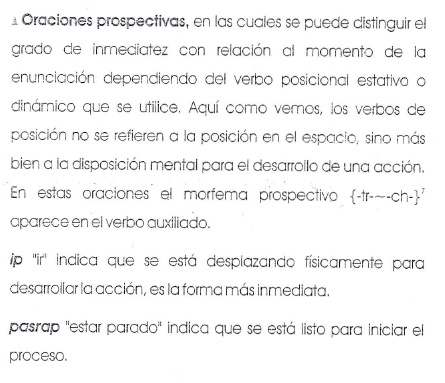 ▵ Oraciones prospectivas, en las cuales se puede distinguir el
grado de inmediatez con relación al momento de la
enunciación dependiendo del verbo posicional estativo o
dinámico que se utilice. Aquí como vemos, los verbos de
posición no se refieren a la posición en el espacio, sino más
bien a la disposición mental para el desarrollo de una acción.
En estas oraciones el morfema prospectivo {-tr-~-ch-}⁷
aparece en el verbo auxiliado.
ip "ir" indica que se está desplazando físicamente para
desarrollar la acción, es la forma más inmediata.
pasrap "estar parado" indica que se está listo para iniciar el
proceso.